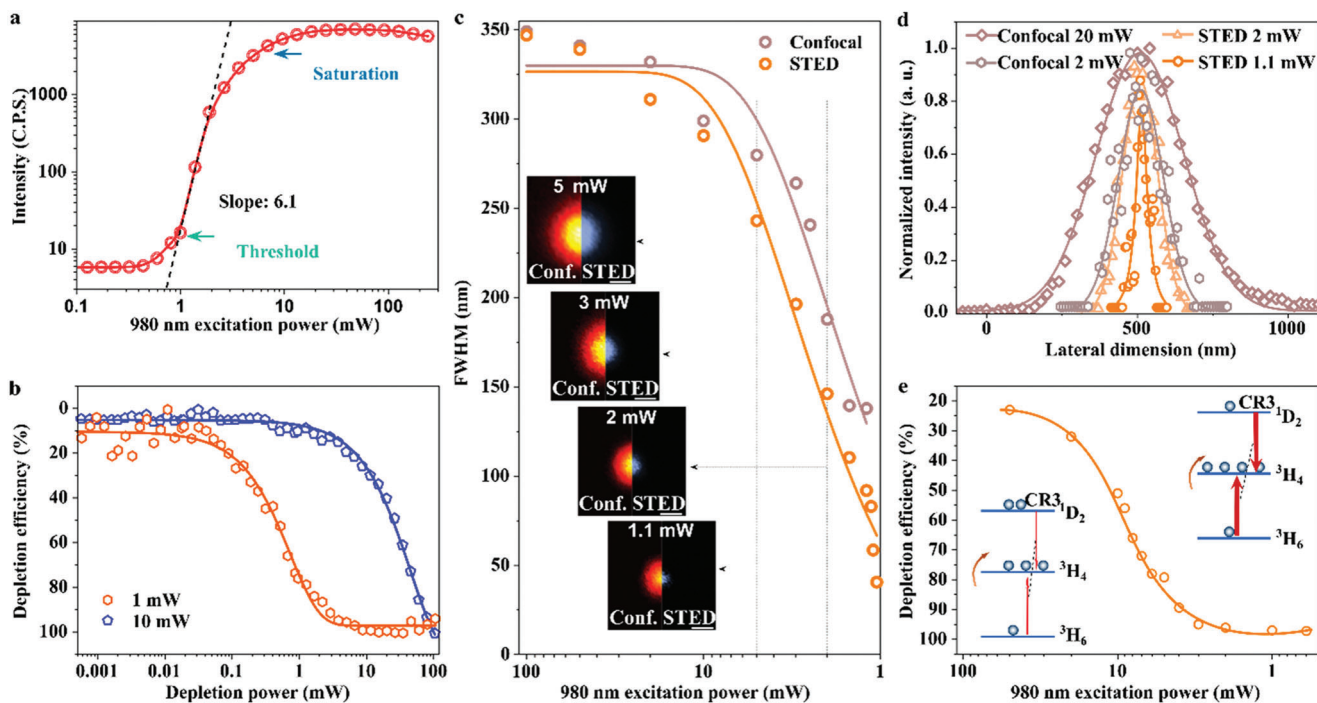 a
Intensity (C.P.S.)
1000
100
10
Saturation
Slope: 6.1
Threshold
0.1
1
10
100
980 nm excitation power (mW)
b
Depletion efficiency (%)
0
20
40
60
80
100
1 mW
10 mW
0.001
0.01
0.1
1
10
100
Depletion power (mW)
c
FWHM (nm)
350
300
250
200
150
100
50
0
Confocal
STED
5 mW
Conf. STED
3 mW
Conf. STED
2 mW
Conf. STED
1.1 mW
Conf. STED
100
10
1
980 nm excitation power (mW)
d
Normalized intensity (a. u.)
1.0
0.8
0.6
0.4
0.2
0.0
Confocal 20 mW
STED 2 mW
Confocal 2 mW
STED 1.1 mW
0
500
1000
Lateral dimension (nm)
e
Depletion efficiency (%)
20
30
40
50
60
70
80
90
100
CR3
¹D₂
³H₄
³H₆
CR3
¹D₂
³H₄
³H₆
100
10
1
980 nm excitation power (mW)